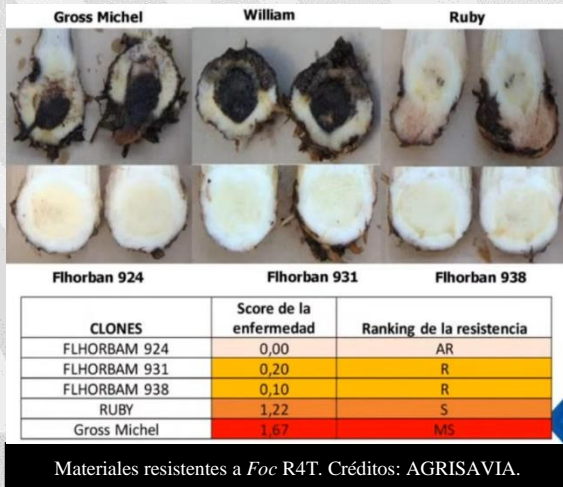 Gross Michel William Ruby
Flhorban 924 Flhorban 931 Flhorban 938
CLONES Score de la enfermedad Ranking de la resistencia
FLHORBAM 924 0,00 AR
FLHORBAM 931 0,20 R
FLHORBAM 938 0,10 R
RUBY 1,22 S
Gross Michel 1,67 MS
Materiales resistentes a Foc R4T. Créditos: AGRISAVIA.